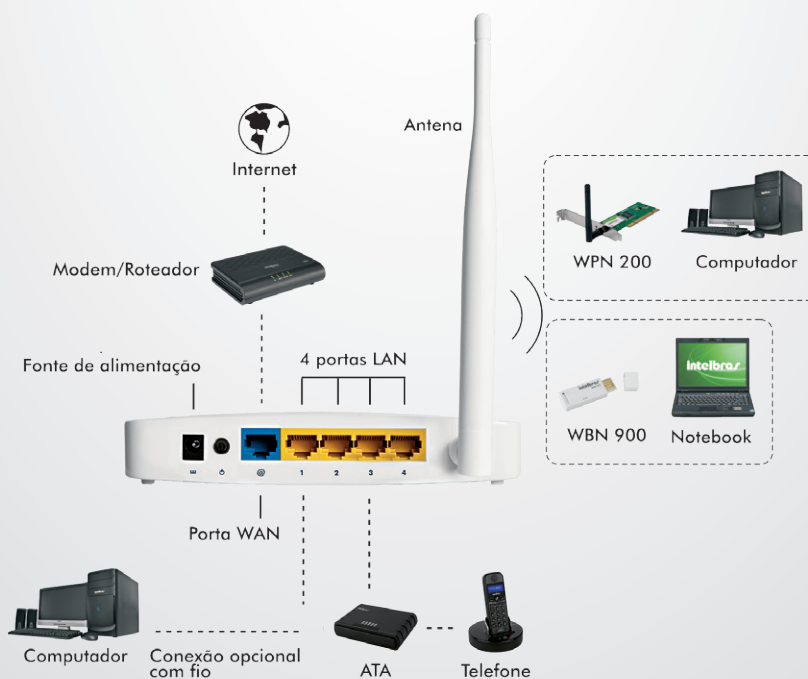 Antena
Internet
WPN 200
Computador
Modem/Roteador
Fonte de alimentação
4 portas LAN
intelbras
WBN 900
Notebook
@
1
2
3
4
Porta WAN
Computador
Conexão opcional
com fio
ATA
Telefone